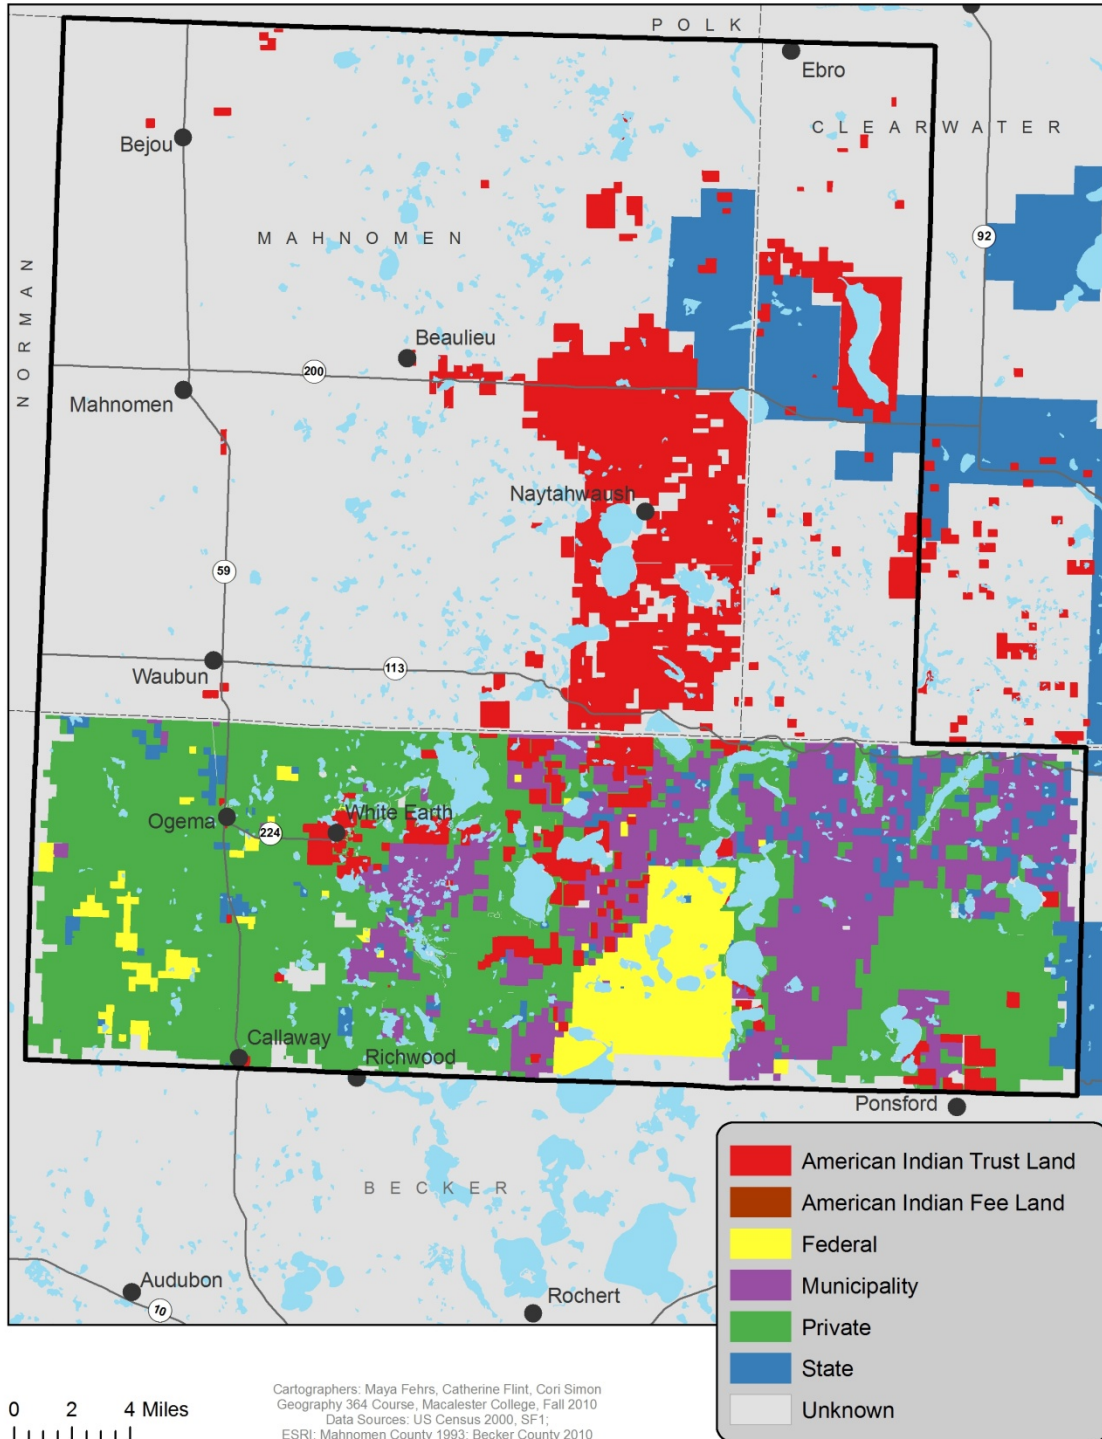 POLK
Ebro
CLEARWATER
Bejou
MAHNOMEN
92
NORMAN
Beaulieu
200
Mahnomen
Naytahwaush
59
113
Waubun
White Earth
Ogema
224
Callaway
Richwood
Ponsford
BECKER
Audubon
Rochert
10
American Indian Trust Land
American Indian Fee Land
Federal
Municipality
Private
State
Unknown
0 2 4 Miles
Cartographers: Maya Fehrs, Catherine Flint, Cori Simon
Geography 364 Course, Macalester College, Fall 2010
Data Sources: US Census 2000, SF1;
ESRI; Mahnomen County 1993; Becker County 2010